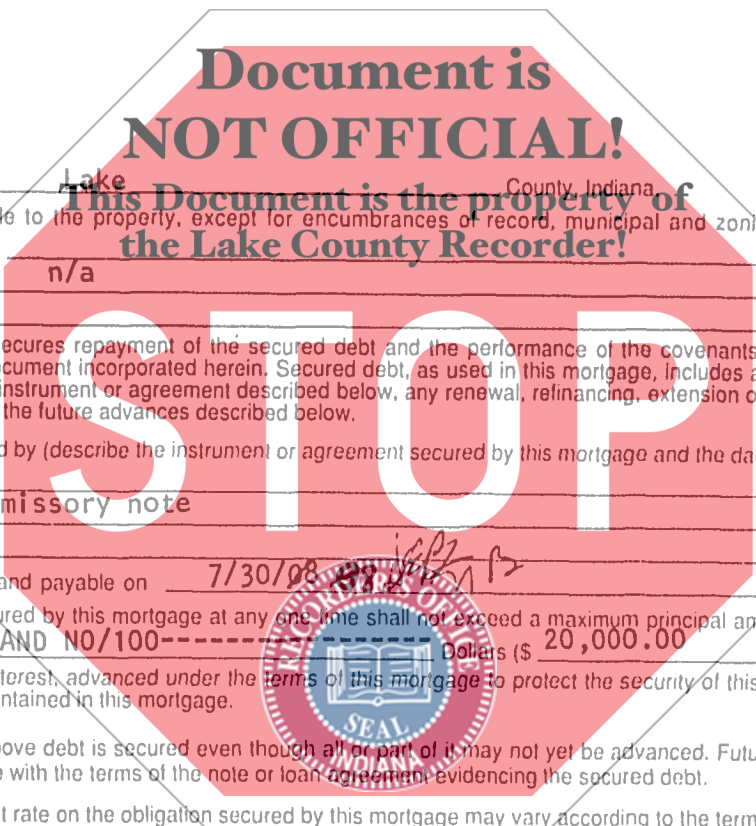 Document is
NOT OFFICIAL!
Lake County, Indiana
This Document is the property of
le to the property, except for encumbrances of record, municipal and zoni
the Lake County Recorder!
n/a
STOP
ecures repayment of the secured debt and the performance of the covenants
cument incorporated herein. Secured debt, as used in this mortgage, includes a
instrument or agreement described below, any renewal, refinancing, extension o
the future advances described below.
d by (describe the instrument or agreement secured by this mortgage and the da
missory note
and payable on 7/30/
ured by this mortgage at any one time shall not exceed a maximum principal am
AND NO/100-------------------- Dollars ($ 20,000.00
terest, advanced under the terms of this mortgage to protect the security of this
ntained in this mortgage.
RECORDER'S OFFICE
SEAL
INDIANA
ove debt is secured even though all or part of it may not yet be advanced. Futu
e with the terms of the note or loan agreement evidencing the secured debt.
t rate on the obligation secured by this mortgage may vary according to the term